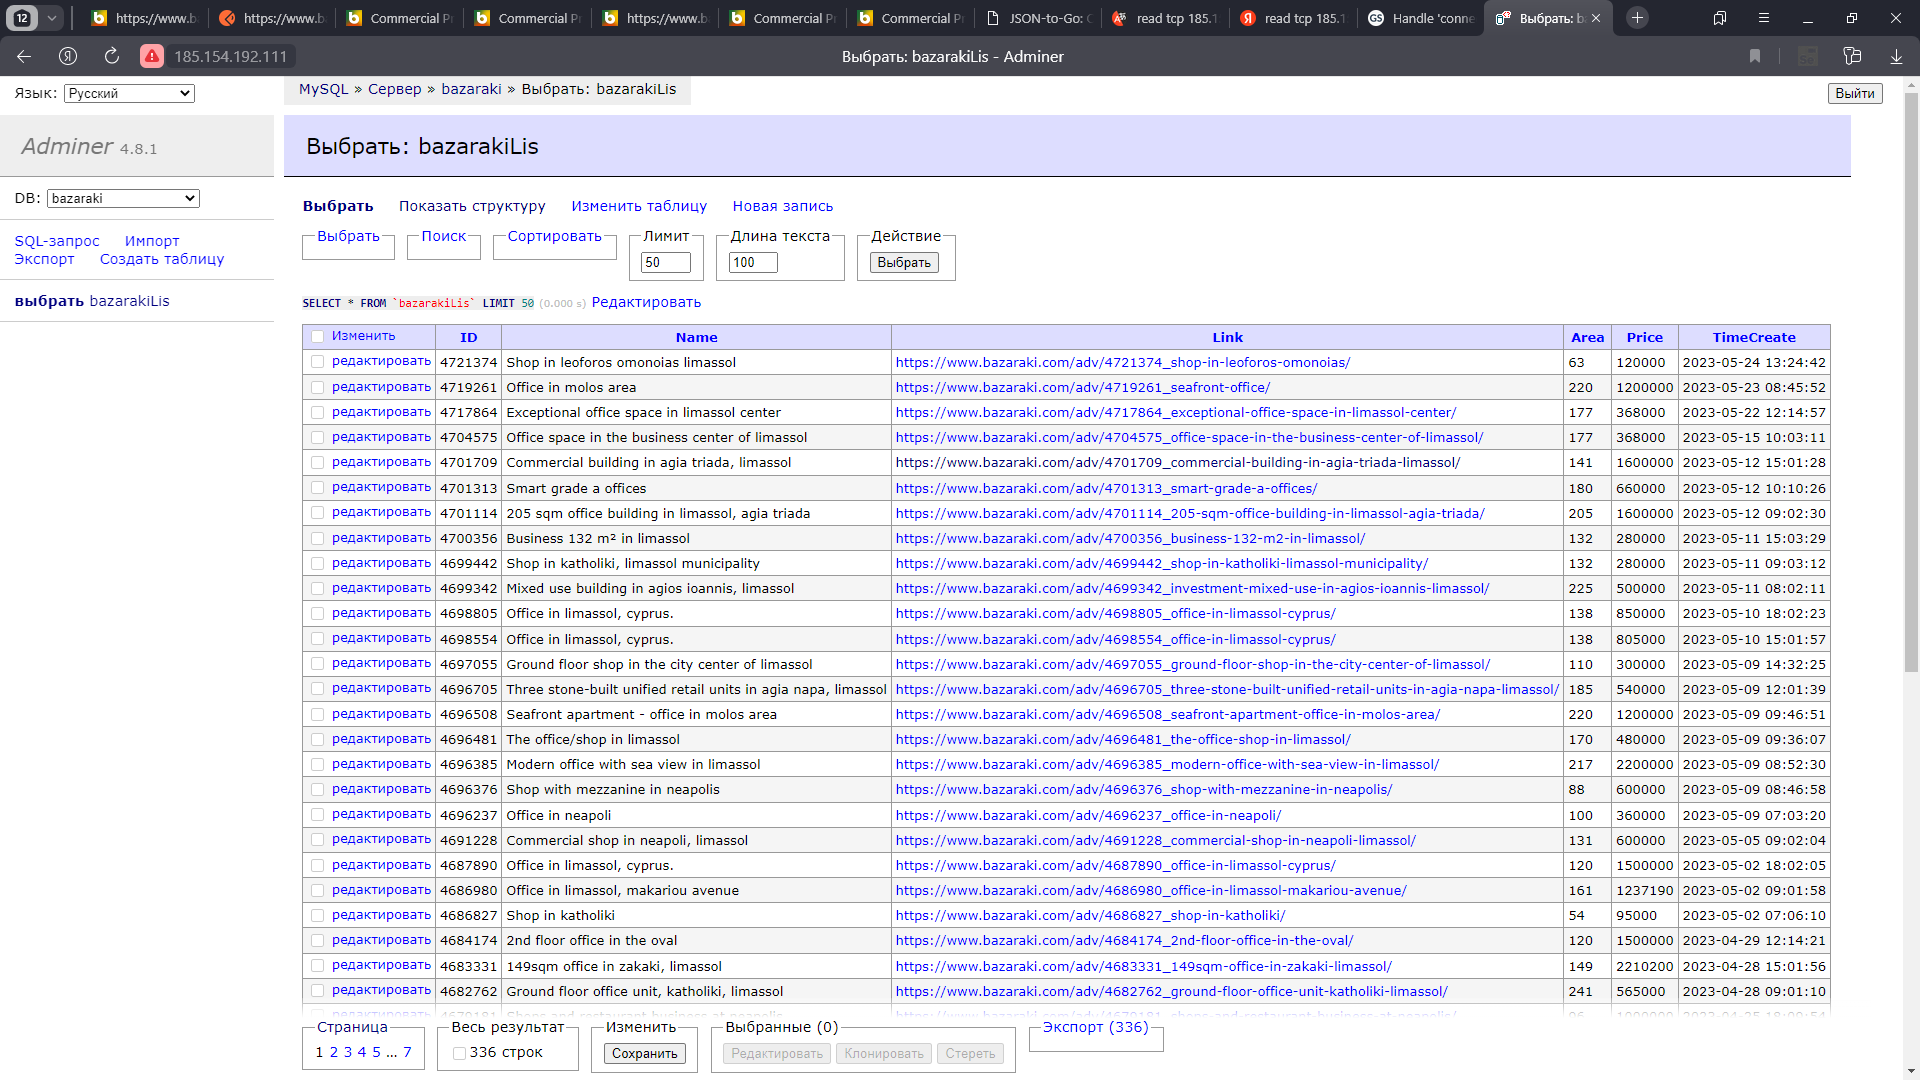 12 https://www.b https://www.b Commercial P Commercial P https://www.b Commercial P Commercial P JSON-to-Go: C read tcp 185.1 read tcp 185.1 Handle 'conne Выбрать: b
185.154.192.111 Выбрать: bazarakiLis - Adminer
Язык: Русский MySQL » Сервер » bazaraki » Выбрать: bazarakiLis Выйти
Adminer 4.8.1 Выбрать: bazarakiLis
DB: bazaraki
Выбрать Показать структуру Изменить таблицу Новая запись
SQL-запрос Импорт
Экспорт Создать таблицу
выбрать bazarakiLis
Выбрать Поиск Сортировать Лимит Длина текста Действие
50 100 Выбрать
SELECT * FROM `bazarakiLis` LIMIT 50 (0.000 s) Редактировать
Изменить ID Name Link Area Price TimeCreate
редактировать 4721374 Shop in leoforos omonoias limassol https://www.bazaraki.com/adv/4721374_shop-in-leoforos-omonoias/ 63 120000 2023-05-24 13:24:42
редактировать 4719261 Office in molos area https://www.bazaraki.com/adv/4719261_seafront-office/ 220 1200000 2023-05-23 08:45:52
редактировать 4717864 Exceptional office space in limassol center https://www.bazaraki.com/adv/4717864_exceptional-office-space-in-limassol-center/ 177 368000 2023-05-22 12:14:57
редактировать 4704575 Office space in the business center of limassol https://www.bazaraki.com/adv/4704575_office-space-in-the-business-center-of-limassol/ 177 368000 2023-05-15 10:03:11
редактировать 4701709 Commercial building in agia triada, limassol https://www.bazaraki.com/adv/4701709_commercial-building-in-agia-triada-limassol/ 141 1600000 2023-05-12 15:01:28
редактировать 4701313 Smart grade a offices https://www.bazaraki.com/adv/4701313_smart-grade-a-offices/ 180 660000 2023-05-12 10:10:26
редактировать 4701114 205 sqm office building in limassol, agia triada https://www.bazaraki.com/adv/4701114_205-sqm-office-building-in-limassol-agia-triada/ 205 1600000 2023-05-12 09:02:30
редактировать 4700356 Business 132 m² in limassol https://www.bazaraki.com/adv/4700356_business-132-m2-in-limassol/ 132 280000 2023-05-11 15:03:29
редактировать 4699442 Shop in katholiki, limassol municipality https://www.bazaraki.com/adv/4699442_shop-in-katholiki-limassol-municipality/ 132 280000 2023-05-11 09:03:12
редактировать 4699342 Mixed use building in agios ioannis, limassol https://www.bazaraki.com/adv/4699342_investment-mixed-use-in-agios-ioannis-limassol/ 225 500000 2023-05-11 08:02:11
редактировать 4698805 Office in limassol, cyprus. https://www.bazaraki.com/adv/4698805_office-in-limassol-cyprus/ 138 850000 2023-05-10 18:02:23
редактировать 4698554 Office in limassol, cyprus. https://www.bazaraki.com/adv/4698554_office-in-limassol-cyprus/ 138 805000 2023-05-10 15:01:57
редактировать 4697055 Ground floor shop in the city center of limassol https://www.bazaraki.com/adv/4697055_ground-floor-shop-in-the-city-center-of-limassol/ 110 300000 2023-05-09 14:32:25
редактировать 4696705 Three stone-built unified retail units in agia napa, limassol https://www.bazaraki.com/adv/4696705_three-stone-built-unified-retail-units-in-agia-napa-limassol/ 185 540000 2023-05-09 12:01:39
редактировать 4696508 Seafront apartment - office in molos area https://www.bazaraki.com/adv/4696508_seafront-apartment-office-in-molos-area/ 220 1200000 2023-05-09 09:46:51
редактировать 4696481 The office/shop in limassol https://www.bazaraki.com/adv/4696481_the-office-shop-in-limassol/ 170 480000 2023-05-09 09:36:07
редактировать 4696385 Modern office with sea view in limassol https://www.bazaraki.com/adv/4696385_modern-office-with-sea-view-in-limassol/ 217 2200000 2023-05-09 08:52:30
редактировать 4696376 Shop with mezzanine in neapolis https://www.bazaraki.com/adv/4696376_shop-with-mezzanine-in-neapolis/ 88 600000 2023-05-09 08:46:58
редактировать 4696237 Office in neapoli https://www.bazaraki.com/adv/4696237_office-in-neapoli/ 100 360000 2023-05-09 07:03:20
редактировать 4691228 Commercial shop in neapoli, limassol https://www.bazaraki.com/adv/4691228_commercial-shop-in-neapoli-limassol/ 131 600000 2023-05-05 09:02:04
редактировать 4687890 Office in limassol, cyprus. https://www.bazaraki.com/adv/4687890_office-in-limassol-cyprus/ 120 1500000 2023-05-02 18:02:05
редактировать 4686980 Office in limassol, makariou avenue https://www.bazaraki.com/adv/4686980_office-in-limassol-makariou-avenue/ 161 1237190 2023-05-02 09:01:58
редактировать 4686827 Shop in katholiki https://www.bazaraki.com/adv/4686827_shop-in-katholiki/ 54 95000 2023-05-02 07:06:10
редактировать 4684174 2nd floor office in the oval https://www.bazaraki.com/adv/4684174_2nd-floor-office-in-the-oval/ 120 1500000 2023-04-29 12:14:21
редактировать 4683331 149sqm office in zakaki, limassol https://www.bazaraki.com/adv/4683331_149sqm-office-in-zakaki-limassol/ 149 2210200 2023-04-28 15:01:56
редактировать 4682762 Ground floor office unit, katholiki, limassol https://www.bazaraki.com/adv/4682762_ground-floor-office-unit-katholiki-limassol/ 241 565000 2023-04-28 09:01:10
Страница Весь результат Изменить Выбранные (0) Экспорт (336)
1 2 3 4 5 ... 7 336 строк Сохранить Редактировать Клонировать Стереть